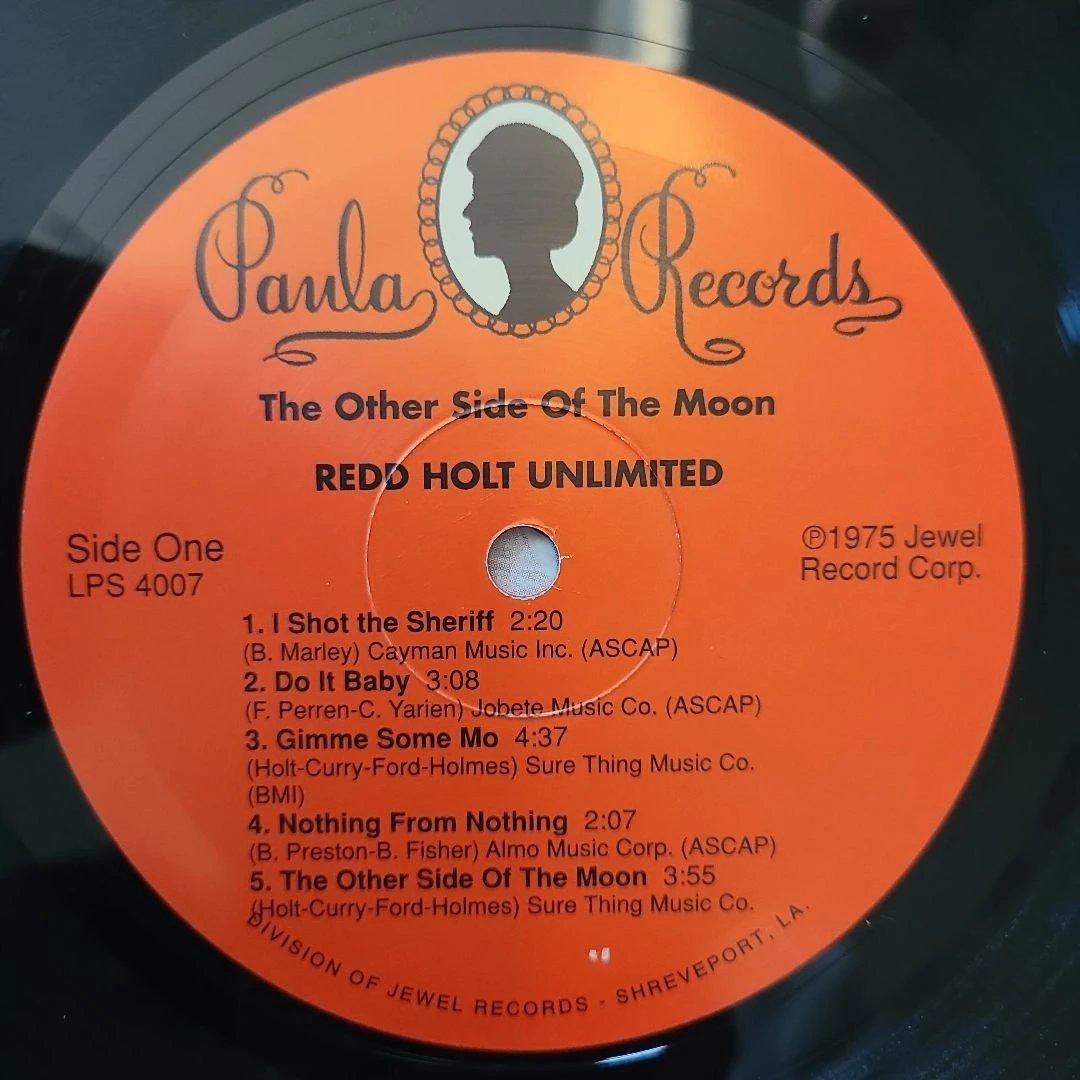 Paula Records
The Other Side Of The Moon
REDD HOLT UNLIMITED
Side One
LPS 4007
℗1975 Jewel
Record Corp.
1. I Shot the Sheriff 2:20
(B. Marley) Cayman Music Inc. (ASCAP)
2. Do It Baby 3:08
(F. Perren-C. Yarien) Jobete Music Co. (ASCAP)
3. Gimme Some Mo 4:37
(Holt-Curry-Ford-Holmes) Sure Thing Music Co.
(BMI)
4. Nothing From Nothing 2:07
(B. Preston-B. Fisher) Almo Music Corp. (ASCAP)
5. The Other Side Of The Moon 3:55
(Holt-Curry-Ford-Holmes) Sure Thing Music Co.
DIVISION OF JEWEL RECORDS - SHREVEPORT, LA.